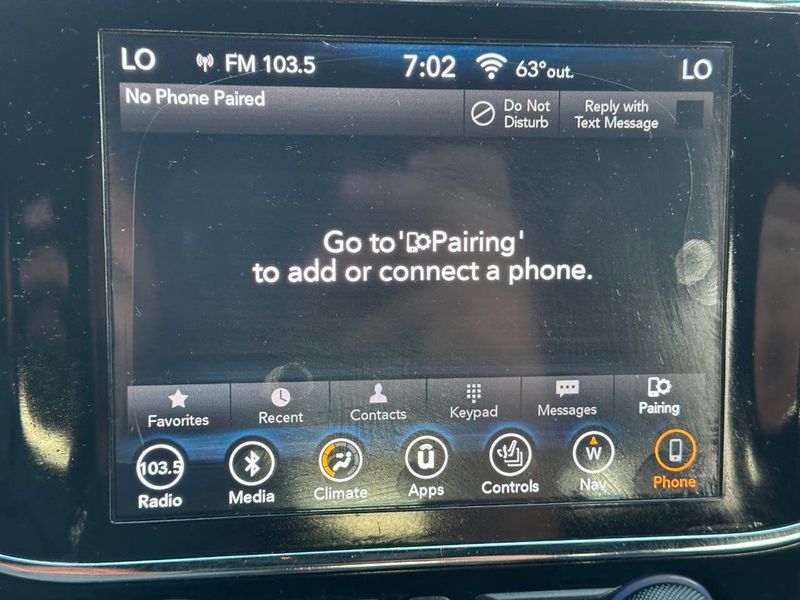 LO FM 103.5 7:02 63°out. LO
No Phone Paired
Do Not
Disturb
Reply with
Text Message
Go to 'Pairing'
to add or connect a phone.
Favorites Recent Contacts Keypad Messages Pairing
103.5 W
Radio Media Climate Apps Controls Nav Phone